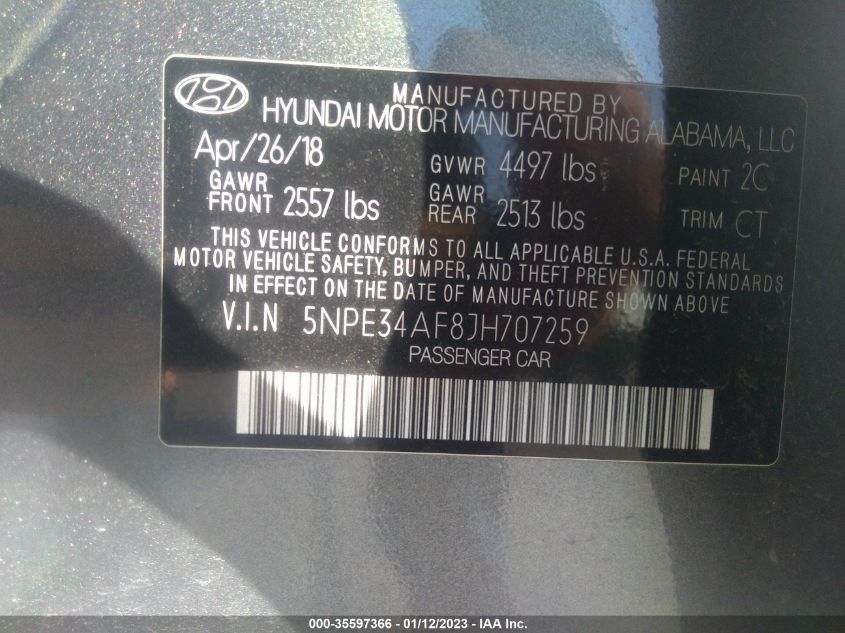 MANUFACTURED BY
HYUNDAI MOTOR MANUFACTURING ALABAMA, LLC
Apr/26/18 GVWR 4497 lbs PAINT 2C
GAWR FRONT 2557 lbs GAWR REAR 2513 lbs TRIM CT
THIS VEHICLE CONFORMS TO ALL APPLICABLE U.S.A. FEDERAL
MOTOR VEHICLE SAFETY, BUMPER, AND THEFT PREVENTION STANDARDS
IN EFFECT ON THE DATE OF MANUFACTURE SHOWN ABOVE
V.I.N 5NPE34AF8JH707259
PASSENGER CAR
000-35597366 - 01/12/2023 - IAA Inc.